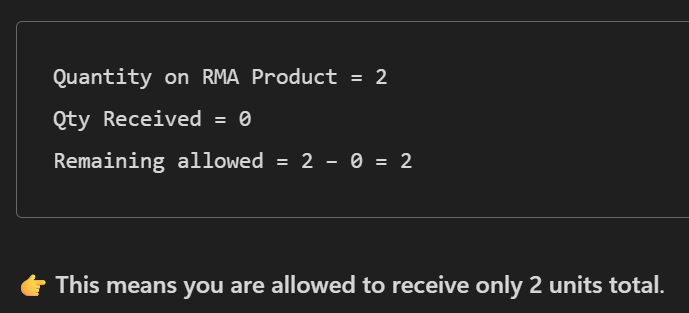 Quantity on RMA Product = 2
Qty Received = 0
Remaining allowed = 2 – 0 = 2
👉 This means you are allowed to receive only 2 units total.